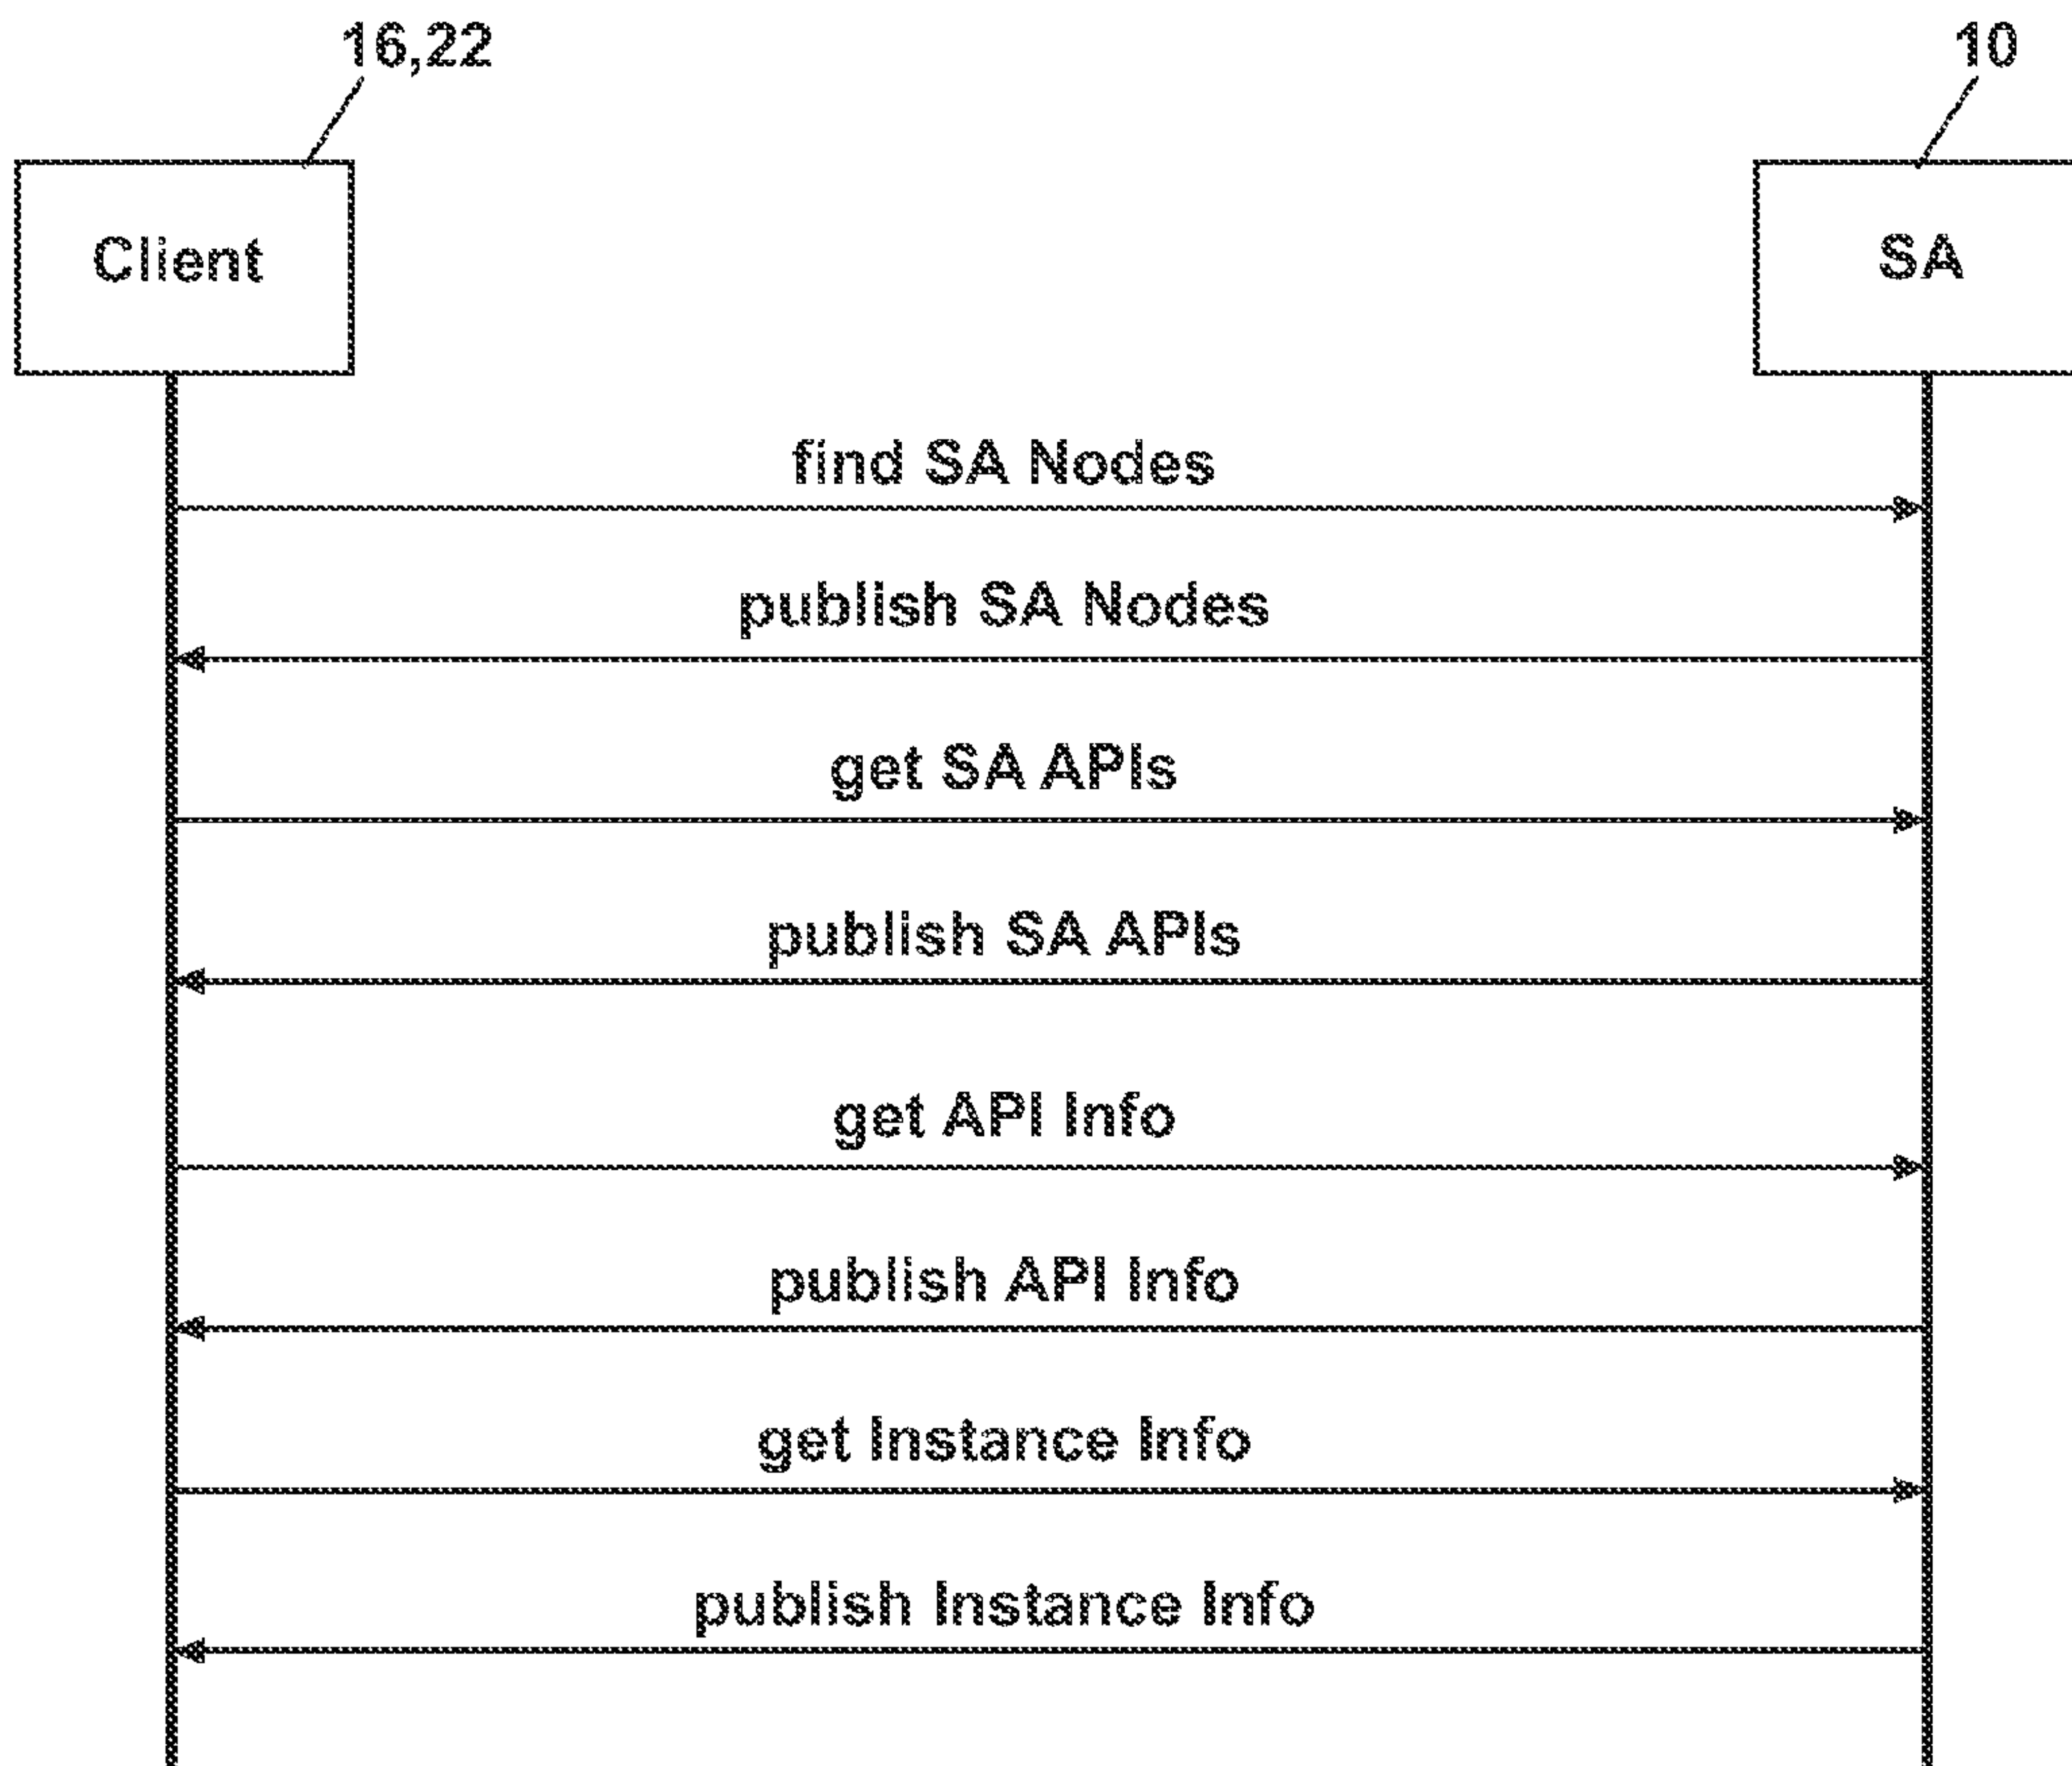 16,22
10
Client
SA
find SA Nodes
publish SA Nodes
get SA APIs
publish SA APIs
get API Info
publish API Info
get Instance Info
publish Instance Info